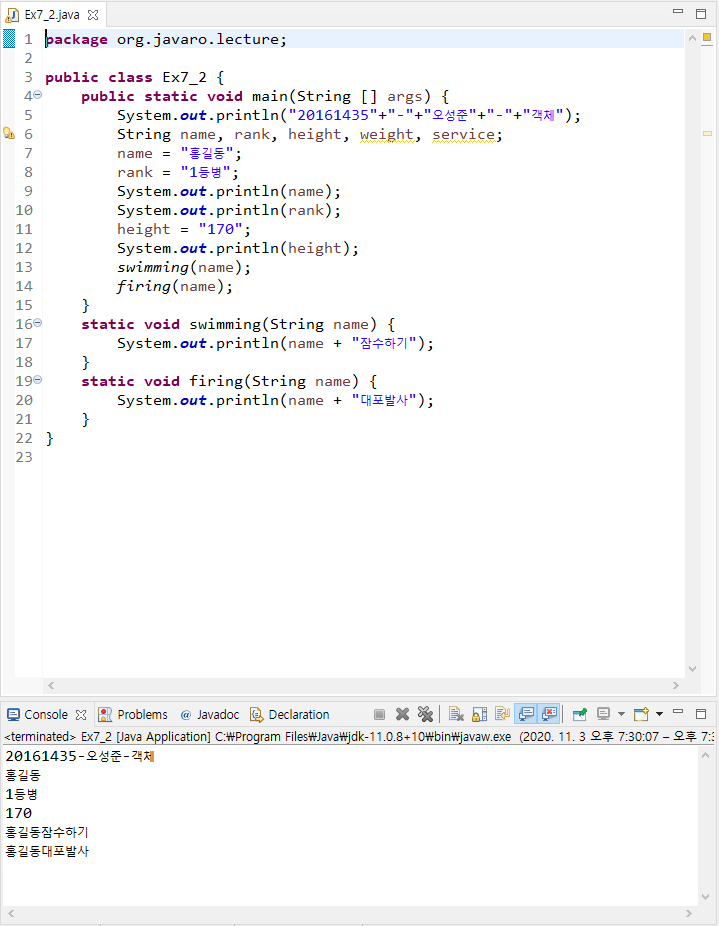 Ex7_2.java
1 package org.javaro.lecture;
2
3 public class Ex7_2 {
4 public static void main(String [] args) {
5 System.out.println("20161435"+"-"+"오성준"+"-"+"객체");
6 String name, rank, height, weight, service;
7 name = "홍길동";
8 rank = "1등병";
9 System.out.println(name);
10 System.out.println(rank);
11 height = "170";
12 System.out.println(height);
13 swimming(name);
14 firing(name);
15 }
16 static void swimming(String name) {
17 System.out.println(name + "잠수하기");
18 }
19 static void firing(String name) {
20 System.out.println(name + "대포발사");
21 }
22 }
23
Console Problems @ Javadoc Declaration
<terminated> Ex7_2 [Java Application] C:₩Program Files₩Java₩jdk-11.0.8+10₩bin₩javaw.exe (2020. 11. 3 오후 7:30:07 – 오후 7:3
20161435-오성준-객체
홍길동
1등병
170
홍길동잠수하기
홍길동대포발사